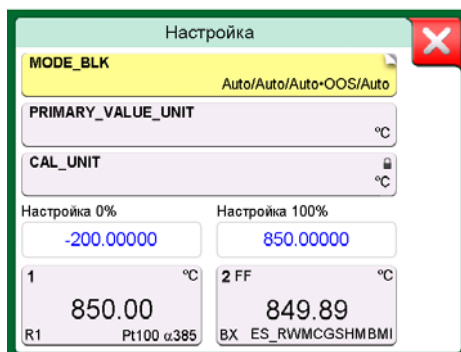 Настройка
MODE_BLK
Auto/Auto/Auto•OOS/Auto
PRIMARY_VALUE_UNIT
°C
CAL_UNIT
°C
Настройка 0% Настройка 100%
-200.00000 850.00000
1 °C 2 FF °C
850.00 849.89
R1 Pt100 α385 BX ES_RWMCGSHMBMI